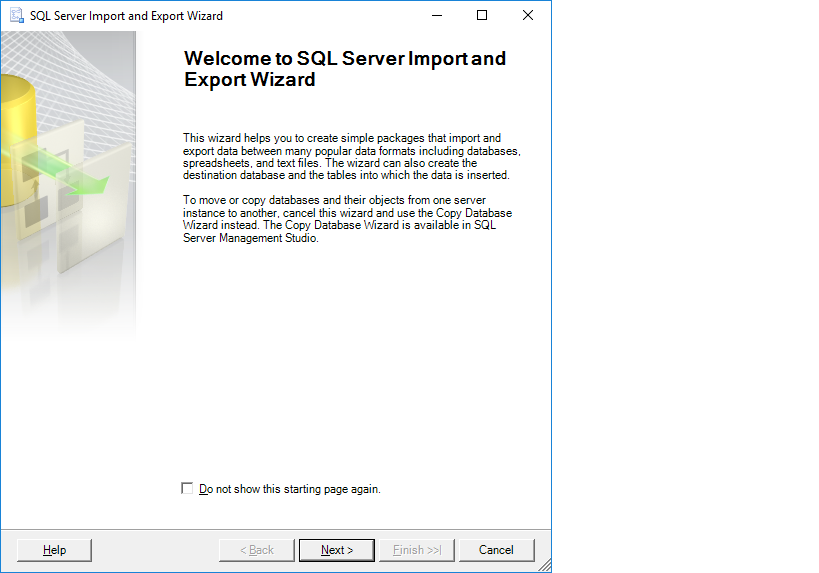 SQL Server Import and Export Wizard
Welcome to SQL Server Import and
Export Wizard
This wizard helps you to create simple packages that import and
export data between many popular data formats including databases,
spreadsheets, and text files. The wizard can also create the
destination database and the tables into which the data is inserted.
To move or copy databases and their objects from one server
instance to another, cancel this wizard and use the Copy Database
Wizard instead. The Copy Database Wizard is available in SQL
Server Management Studio.
Do not show this starting page again.
Help
< Back
Next >
Finish >>|
Cancel